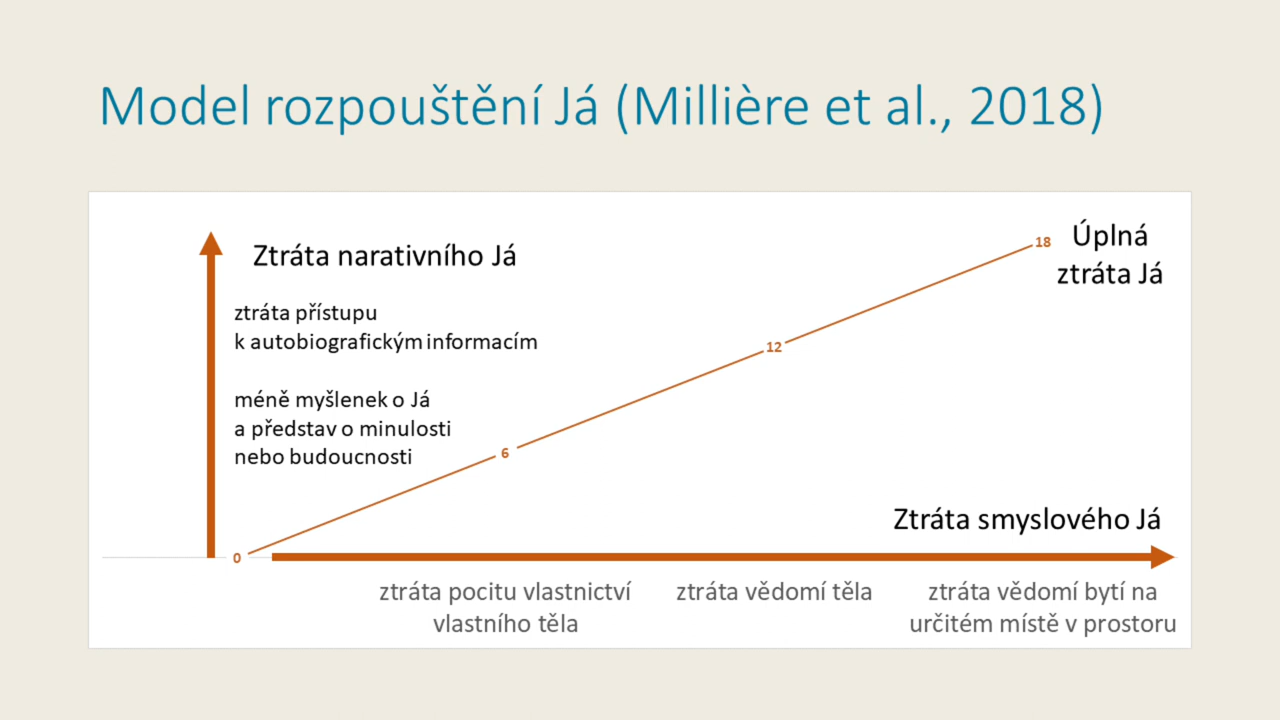 Model rozpouštění Já (Millière et al., 2018)
Ztráta narativního Já
ztráta přístupu
k autobiografickým informacím
méně myšlenek o Já
a představ o minulosti
nebo budoucnosti
0
6
12
18
Úplná
ztráta Já
Ztráta smyslového Já
ztráta pocitu vlastnictví
vlastního těla
ztráta vědomí těla
ztráta vědomí bytí na
určitém místě v prostoru